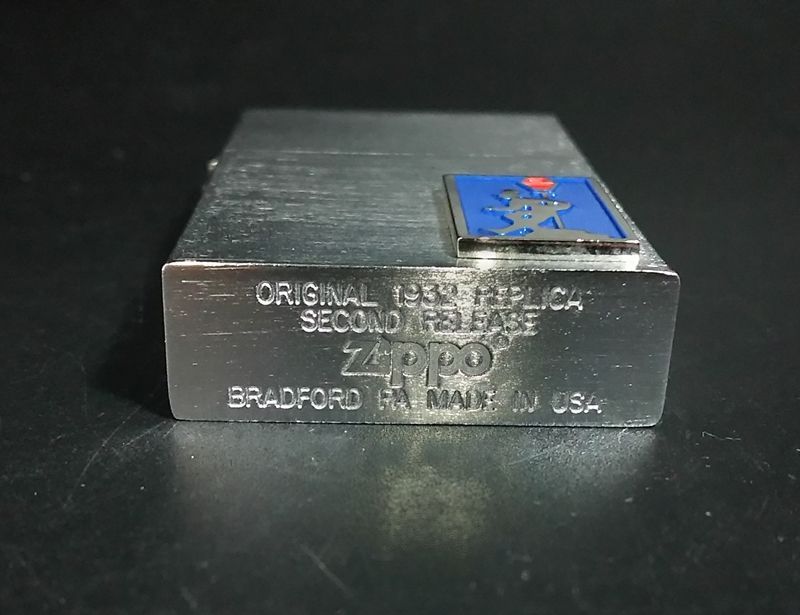 ORIGINAL 1932 REPLICA
SECOND RELEASE
Zippo®
BRADFORD PA MADE IN USA